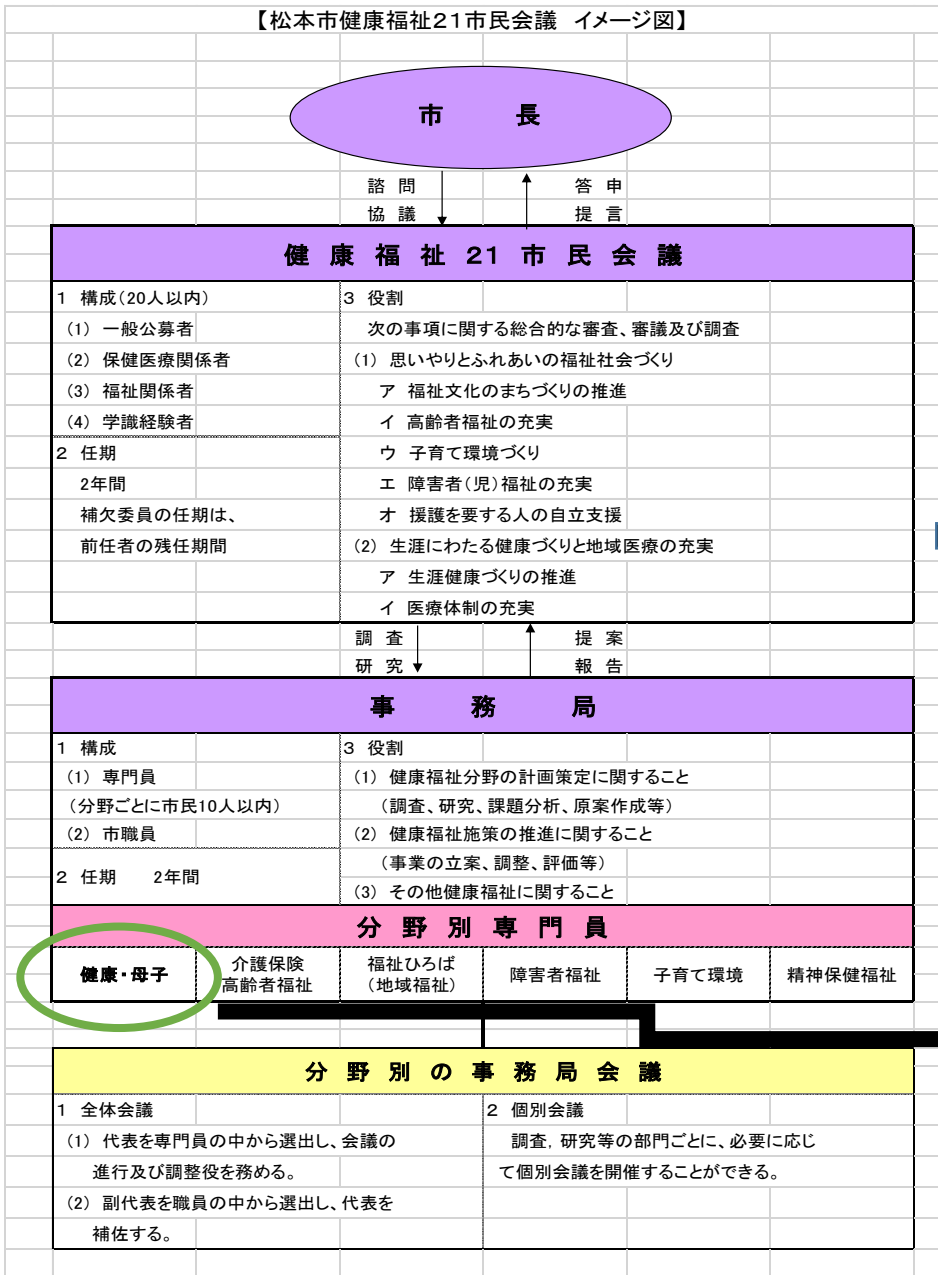 【松本市健康福祉２１市民会議 イメージ図】
市 長
諮 問 答 申
協 議 提 言
健 康 福 祉 21 市 民 会 議
1 構成(20人以内)
(1) 一般公募者
(2) 保健医療関係者
(3) 福祉関係者
(4) 学識経験者
2 任期
2年間
補欠委員の任期は、
前任者の残任期間
3 役割
次の事項に関する総合的な審査、審議及び調査
(1) 思いやりとふれあいの福祉社会づくり
ア 福祉文化のまちづくりの推進
イ 高齢者福祉の充実
ウ 子育て環境づくり
エ 障害者(児)福祉の充実
オ 援護を要する人の自立支援
(2) 生涯にわたる健康づくりと地域医療の充実
ア 生涯健康づくりの推進
イ 医療体制の充実
調 査 提 案
研 究 報 告
事 務 局
1 構成
(1) 専門員
(分野ごとに市民10人以内)
(2) 市職員
2 任期 2年間
3 役割
(1) 健康福祉分野の計画策定に関すること
(調査、研究、課題分析、原案作成等)
(2) 健康福祉施策の推進に関すること
(事業の立案、調整、評価等)
(3) その他健康福祉に関すること
分 野 別 専 門 員
健康・母子
介護保険
高齢者福祉
福祉ひろば
(地域福祉)
障害者福祉
子育て環境
精神保健福祉
分 野 別 の 事 務 局 会 議
1 全体会議
(1) 代表を専門員の中から選出し、会議の
進行及び調整役を務める。
(2) 副代表を職員の中から選出し、代表を
補佐する。
2 個別会議
調査，研究等の部門ごとに、必要に応じ
て個別会議を開催することができる。